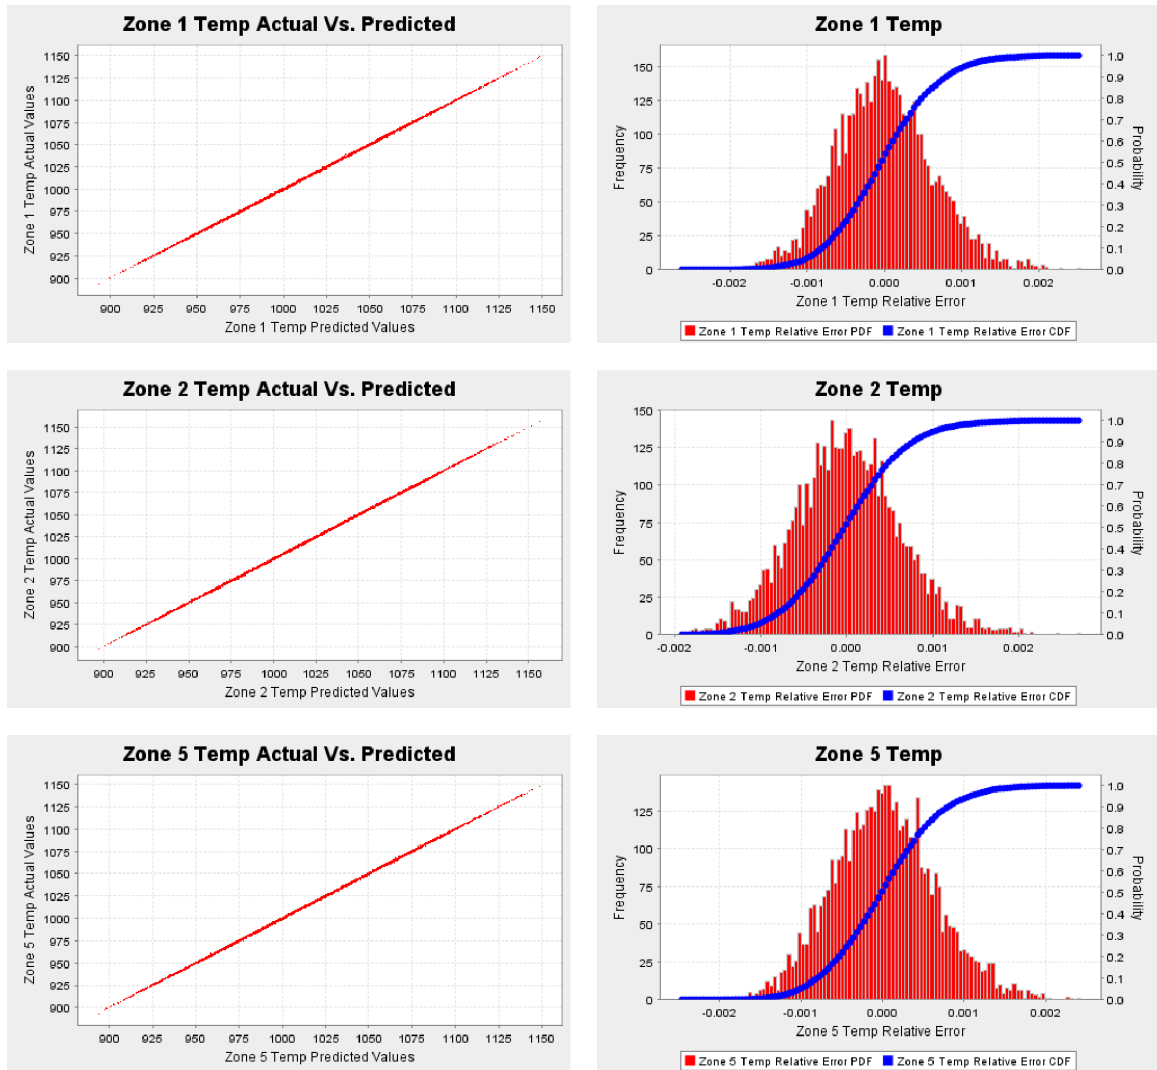 Zone 1 Temp Actual Vs. Predicted
Zone 1 Temp Actual Values
1150
1125
1100
1075
1050
1025
1000
975
950
925
900
900 925 950 975 1000 1025 1050 1075 1100 1125 1150
Zone 1 Temp Predicted Values
Zone 1 Temp
Frequency
150
125
100
75
50
25
0
1.0
0.9
0.8
0.7
0.6
0.5
0.4
0.3
0.2
0.1
0.0
Probability
-0.002 -0.001 0.000 0.001 0.002
Zone 1 Temp Relative Error
Zone 1 Temp Relative Error PDF Zone 1 Temp Relative Error CDF
Zone 2 Temp Actual Vs. Predicted
Zone 2 Temp Actual Values
1150
1125
1100
1075
1050
1025
1000
975
950
925
900
900 925 950 975 1000 1025 1050 1075 1100 1125 1150
Zone 2 Temp Predicted Values
Zone 2 Temp
Frequency
150
125
100
75
50
25
0
1.0
0.9
0.8
0.7
0.6
0.5
0.4
0.3
0.2
0.1
0.0
Probability
-0.002 -0.001 0.000 0.001 0.002
Zone 2 Temp Relative Error
Zone 2 Temp Relative Error PDF Zone 2 Temp Relative Error CDF
Zone 5 Temp Actual Vs. Predicted
Zone 5 Temp Actual Values
1150
1125
1100
1075
1050
1025
1000
975
950
925
900
900 925 950 975 1000 1025 1050 1075 1100 1125 1150
Zone 5 Temp Predicted Values
Zone 5 Temp
Frequency
125
100
75
50
25
0
1.0
0.9
0.8
0.7
0.6
0.5
0.4
0.3
0.2
0.1
0.0
Probability
-0.002 -0.001 0.000 0.001 0.002
Zone 5 Temp Relative Error
Zone 5 Temp Relative Error PDF Zone 5 Temp Relative Error CDF